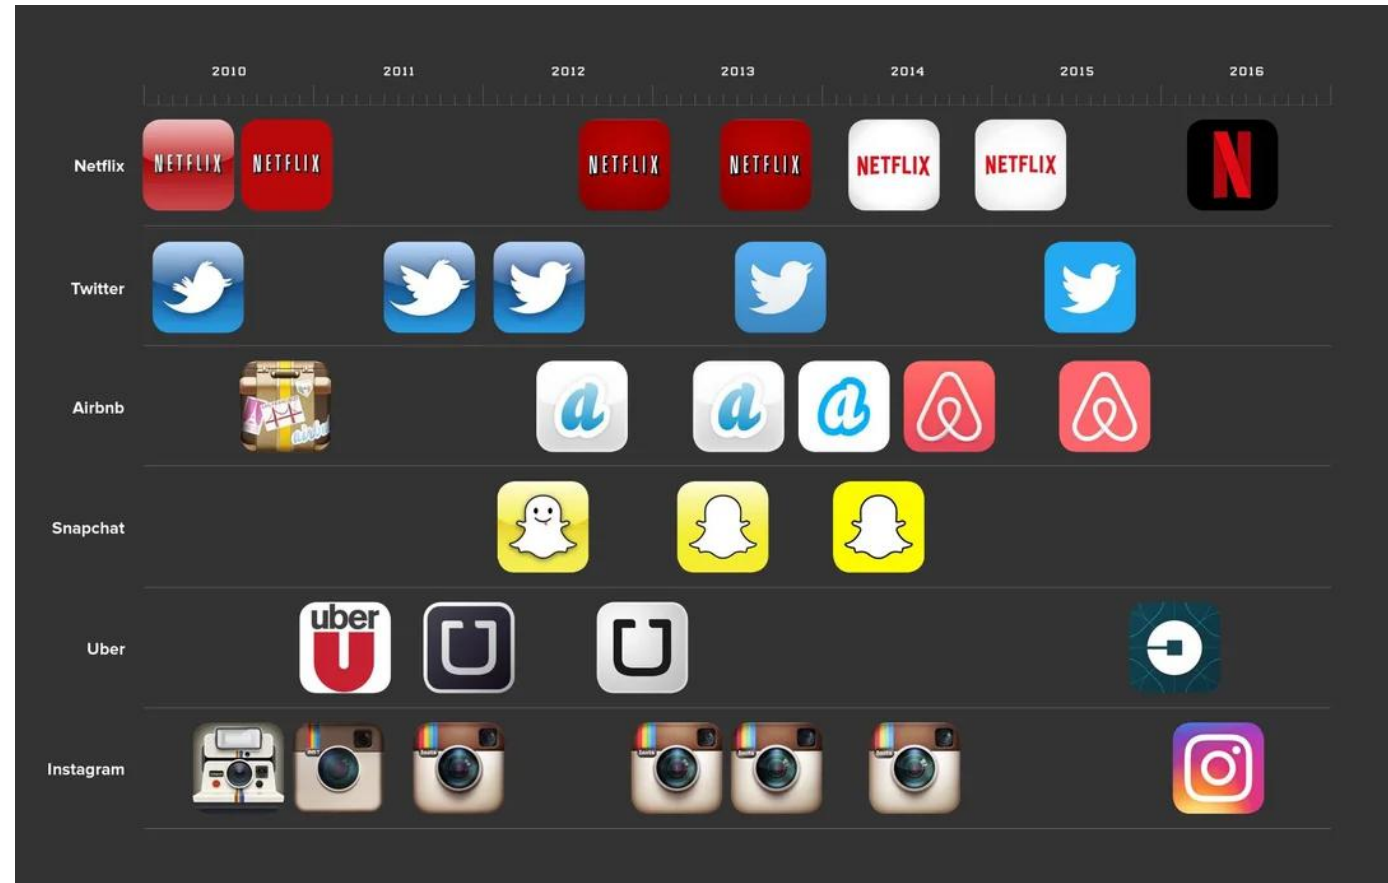 2010 2011 2012 2013 2014 2015 2016
Netflix NETFLIX NETFLIX NETFLIX NETFLIX NETFLIX NETFLIX N
Twitter
Airbnb a a a
Snapchat
Uber uber U U U
Instagram